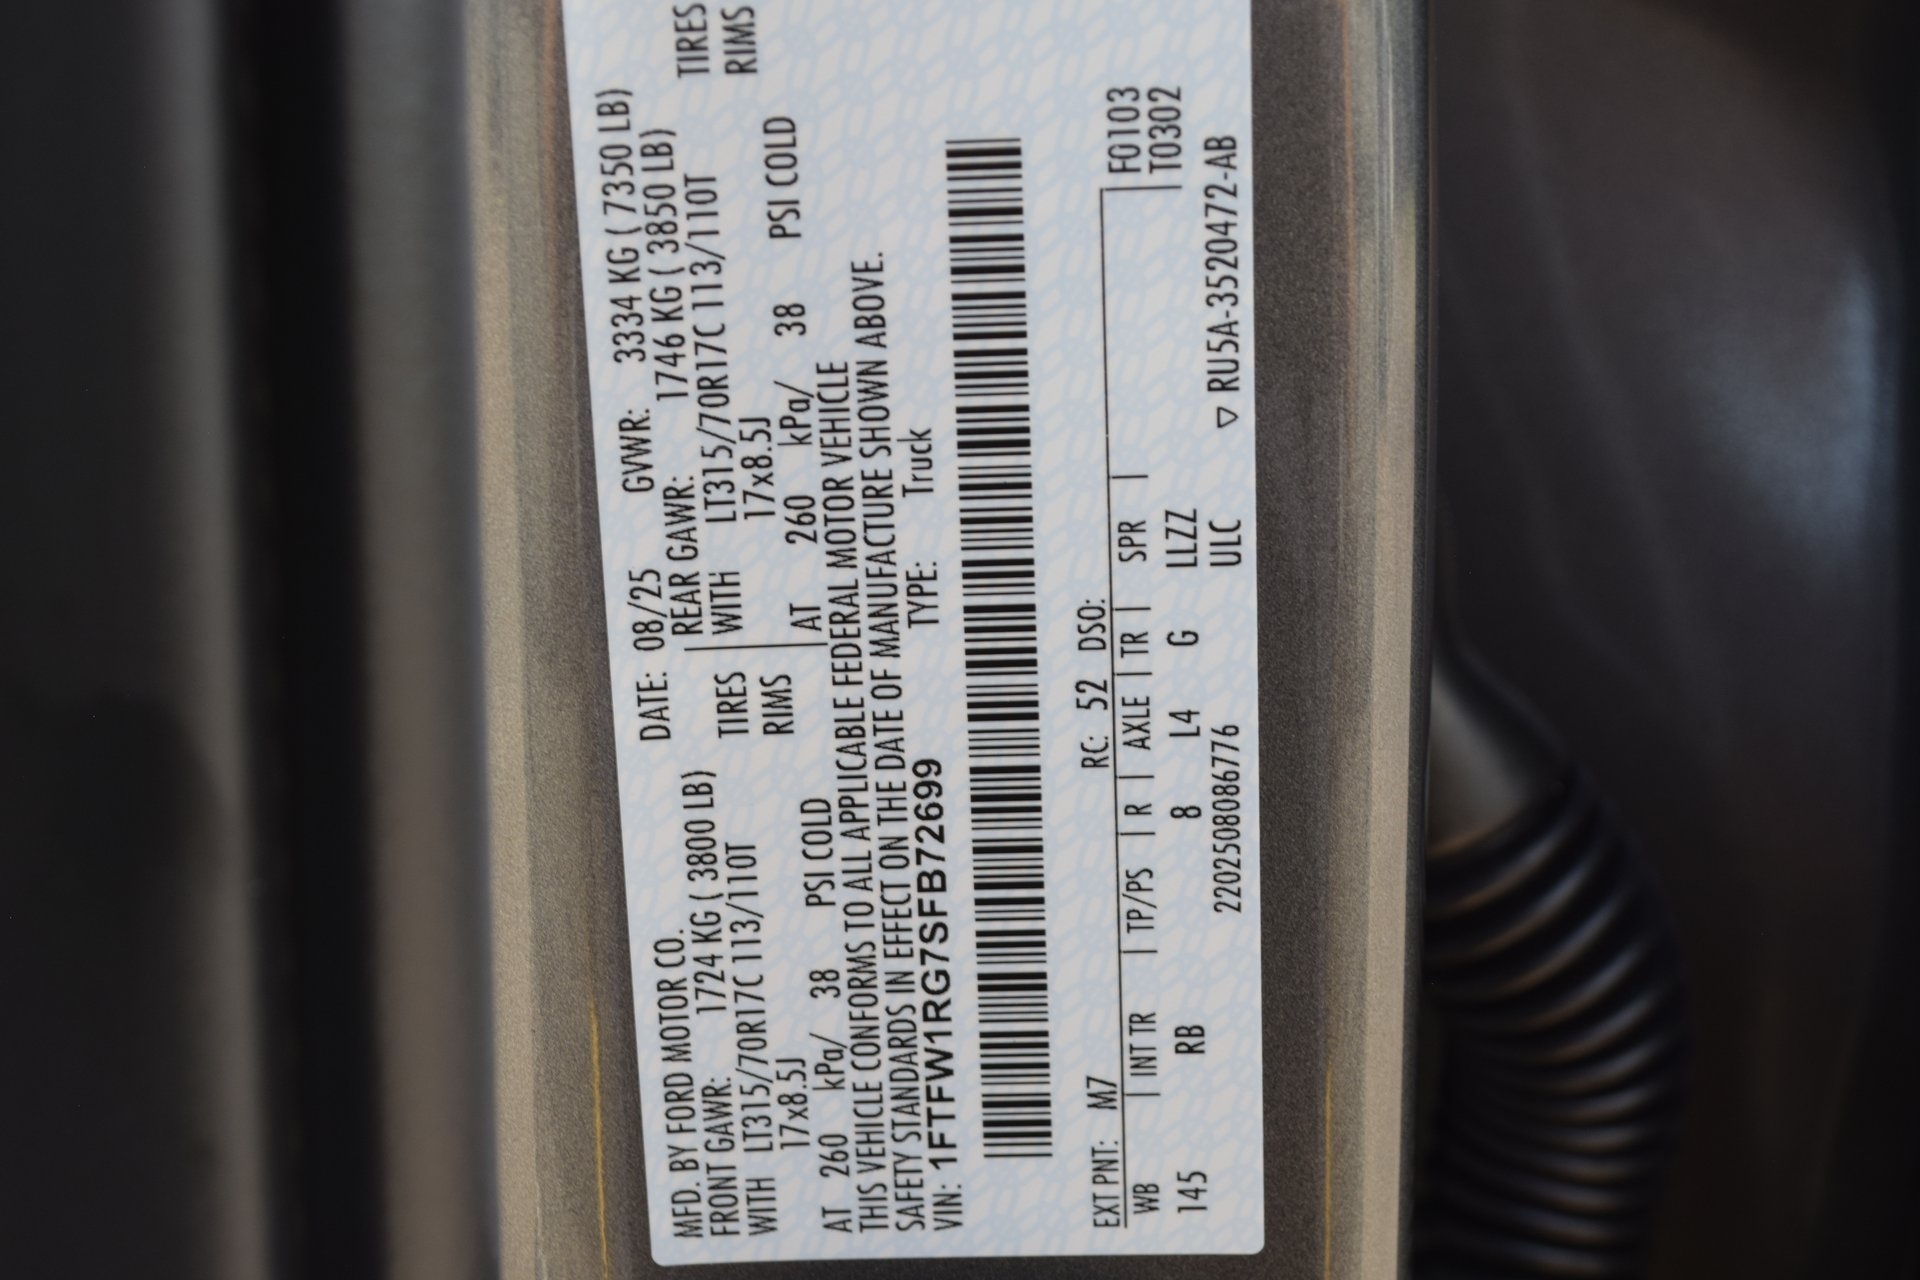 MFD. BY FORD MOTOR CO. DATE: 08/25 GVWR: 3334 KG ( 7350 LB)
FRONT GAWR: 1724 KG ( 3800 LB) REAR GAWR: 1746 KG ( 3850 LB)
WITH LT315/70R17C 113/110T TIRES WITH LT315/70R17C 113/110T TIRES
17x8.5J RIMS 17x8.5J RIMS
AT 260 kPa/ 38 PSI COLD AT 260 kPa/ 38 PSI COLD
THIS VEHICLE CONFORMS TO ALL APPLICABLE FEDERAL MOTOR VEHICLE
SAFETY STANDARDS IN EFFECT ON THE DATE OF MANUFACTURE SHOWN ABOVE.
VIN: 1FTFW1RG7SFB72699 TYPE: Truck
EXT PNT: M7 RC: 52 DSO: F0103
WB | INT TR | TP/PS | R | AXLE | TR | SPR | T0302
145 RB 8 L4 G LLZZ
2202508086776 ULC ▽ RU5A-3520472-AB